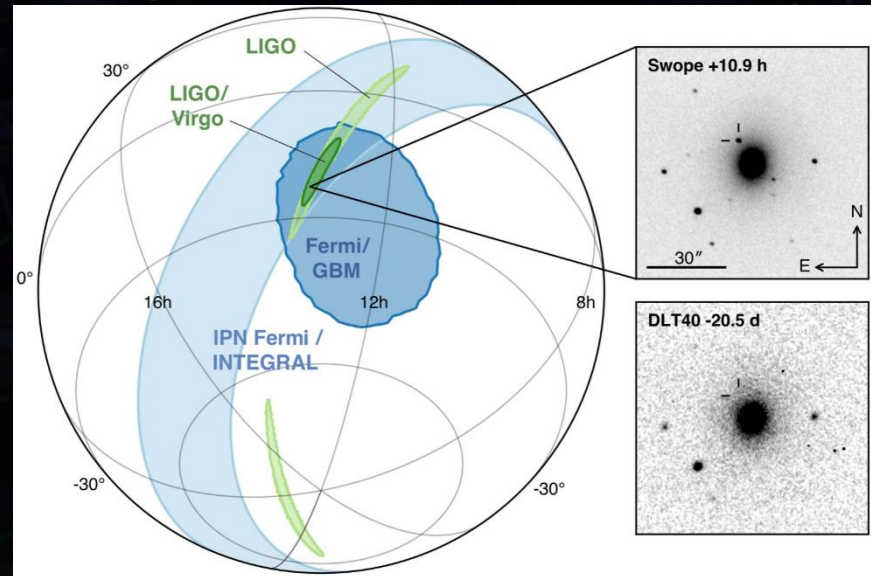 LIGO
30°
LIGO/
Virgo
Fermi/
GBM
0°
16h
12h
8h
IPN Fermi /
INTEGRAL
-30°
-30°
Swope +10.9 h
N
30″
E
DLT40 -20.5 d